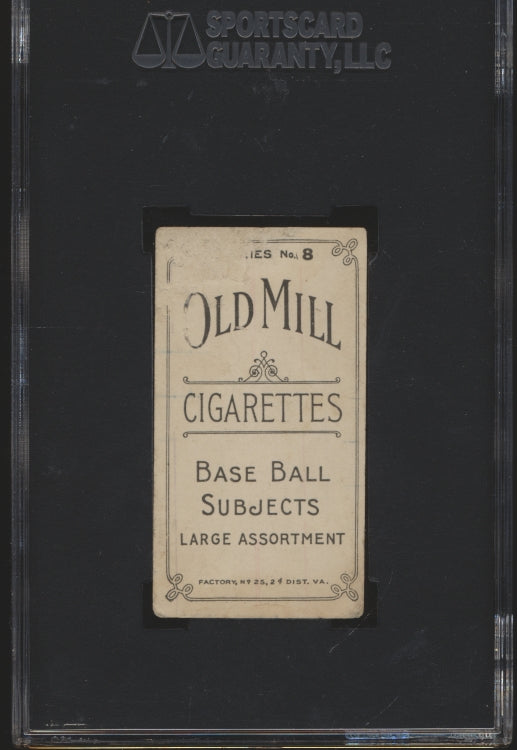 SPORTSCARD
GUARANTY, LLC
IES No. 8
OLD MILL
CIGARETTES
BASE BALL
SUBJECTS
LARGE ASSORTMENT
FACTORY, Nº 25, 2d DIST. VA.